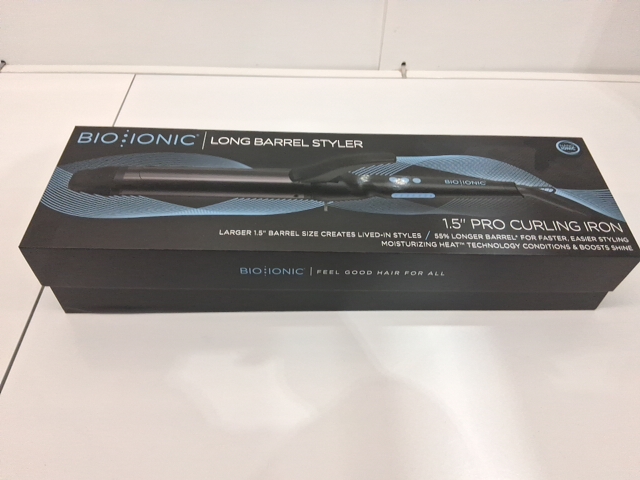 BIO IONIC® | LONG BARREL STYLER
BIO IONIC
1.5" PRO CURLING IRON
LARGER 1.5" BARREL SIZE CREATES LIVED-IN STYLES / 55% LONGER BARREL* FOR FASTER, EASIER STYLING
MOISTURIZING HEAT™ TECHNOLOGY CONDITIONS & BOOSTS SHINE
BIO IONIC® | FEEL GOOD HAIR FOR ALL